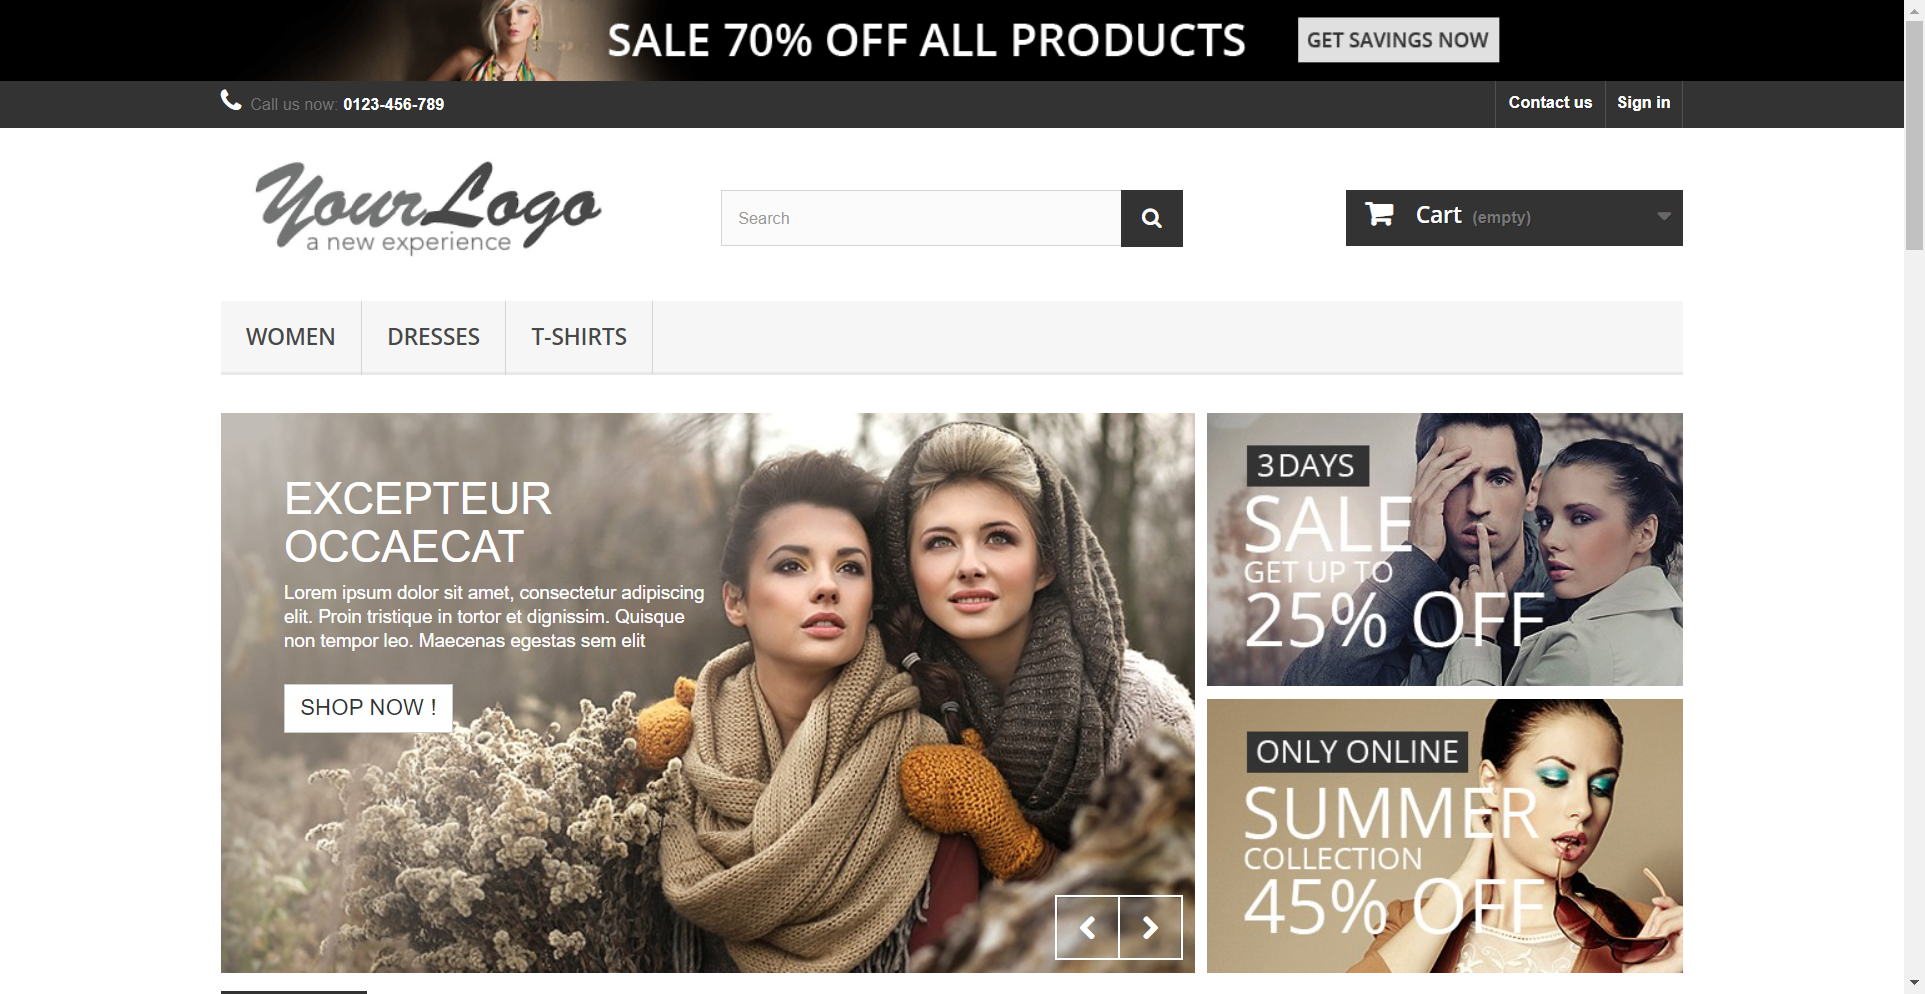 SALE 70% OFF ALL PRODUCTS
GET SAVINGS NOW
Call us now: 0123-456-789
Contact us
Sign in
YourLogo
a new experience
Search
Cart (empty)
WOMEN
DRESSES
T-SHIRTS
EXCEPTEUR
OCCAECAT
Lorem ipsum dolor sit amet, consectetur adipiscing
elit. Proin tristique in tortor et dignissim. Quisque
non tempor leo. Maecenas egestas sem elit
SHOP NOW !
3 DAYS
SALE
GET UP TO
25% OFF
ONLY ONLINE
SUMMER
COLLECTION
45% OFF